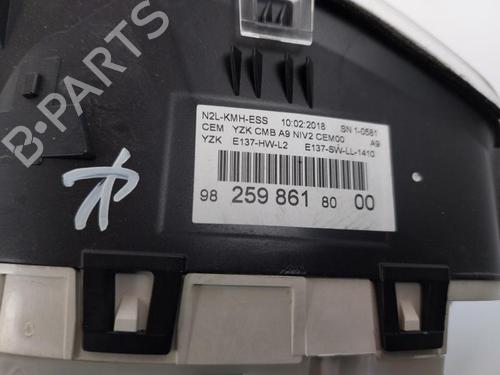 B-Parts
N2L-KMH-ESS 10:02:2018 SN 1-0581
CEM YZK CMB A9 NIV2 CEM00 A9
YZK E137-HW-L2 E137-SW-LL-1410
98 259 861 80 00